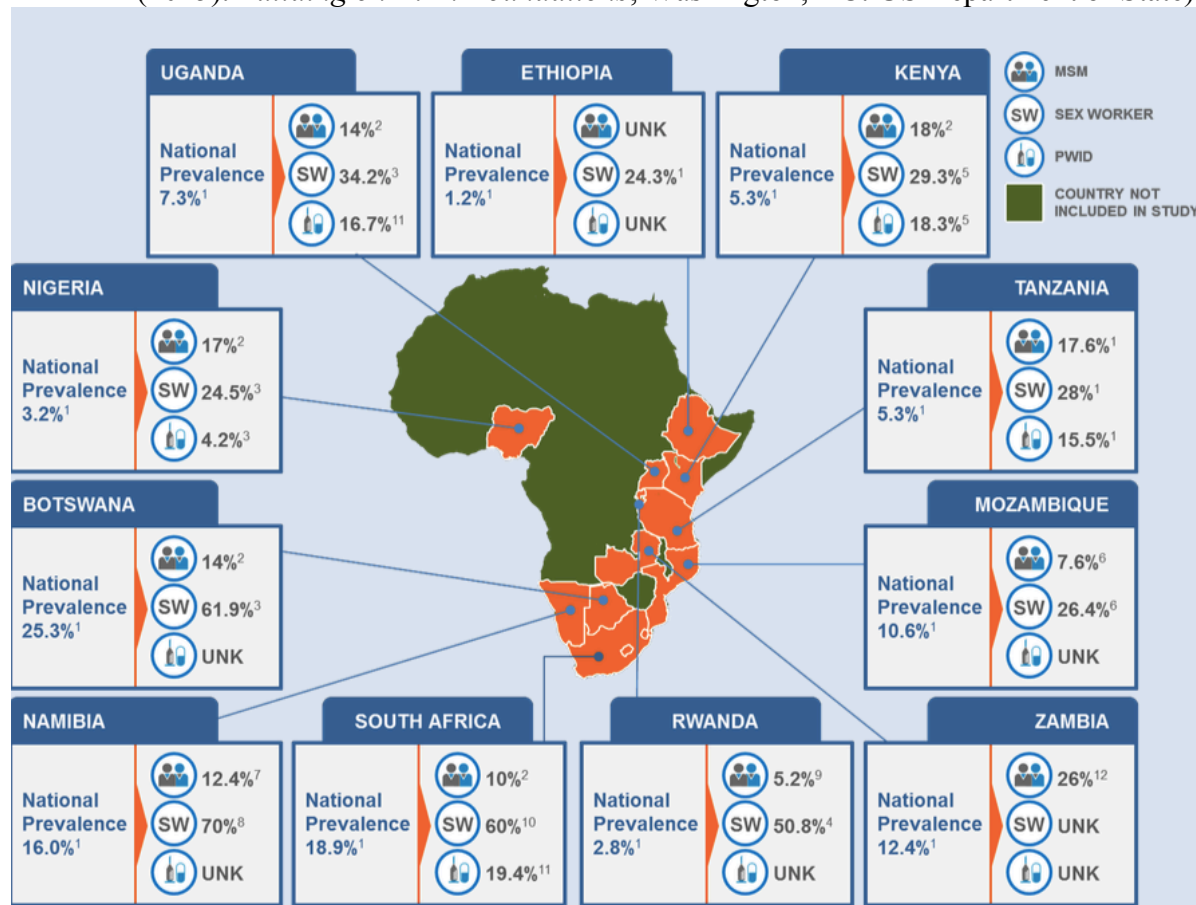 Washington, DC: US Department of State)
UGANDA
National
Prevalence
7.3%¹
14%²
SW 34.2%³
16.7%¹¹
ETHIOPIA
National
Prevalence
1.2%¹
UNK
SW 24.3%¹
UNK
KENYA
National
Prevalence
5.3%¹
18%²
SW 29.3%⁵
18.3%⁵
MSM
SW SEX WORKER
PWID
COUNTRY NOT
INCLUDED IN STUDY
NIGERIA
National
Prevalence
3.2%¹
17%²
SW 24.5%³
4.2%³
TANZANIA
National
Prevalence
5.3%¹
17.6%¹
SW 28%¹
15.5%¹
BOTSWANA
National
Prevalence
25.3%¹
14%²
SW 61.9%³
UNK
MOZAMBIQUE
National
Prevalence
10.6%¹
7.6%⁶
SW 26.4%⁶
UNK
NAMIBIA
National
Prevalence
16.0%¹
12.4%⁷
SW 70%⁸
UNK
SOUTH AFRICA
National
Prevalence
18.9%¹
10%²
SW 60%¹⁰
19.4%¹¹
RWANDA
National
Prevalence
2.8%¹
5.2%⁹
SW 50.8%⁴
UNK
ZAMBIA
National
Prevalence
12.4%¹
26%¹²
SW UNK
UNK